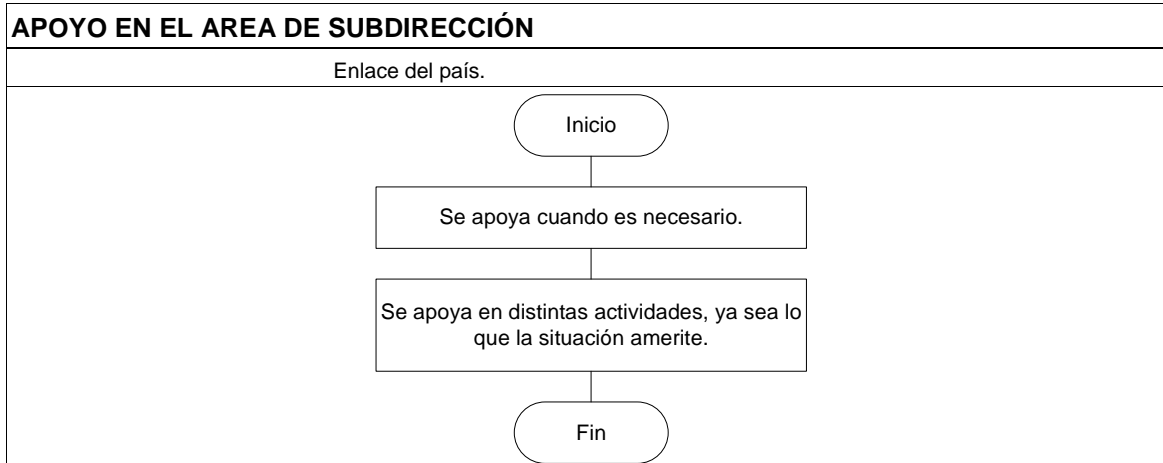 APOYO EN EL AREA DE SUBDIRECCIÓN
Enlace del país.
Inicio
Se apoya cuando es necesario.
Se apoya en distintas actividades, ya sea lo
que la situación amerite.
Fin